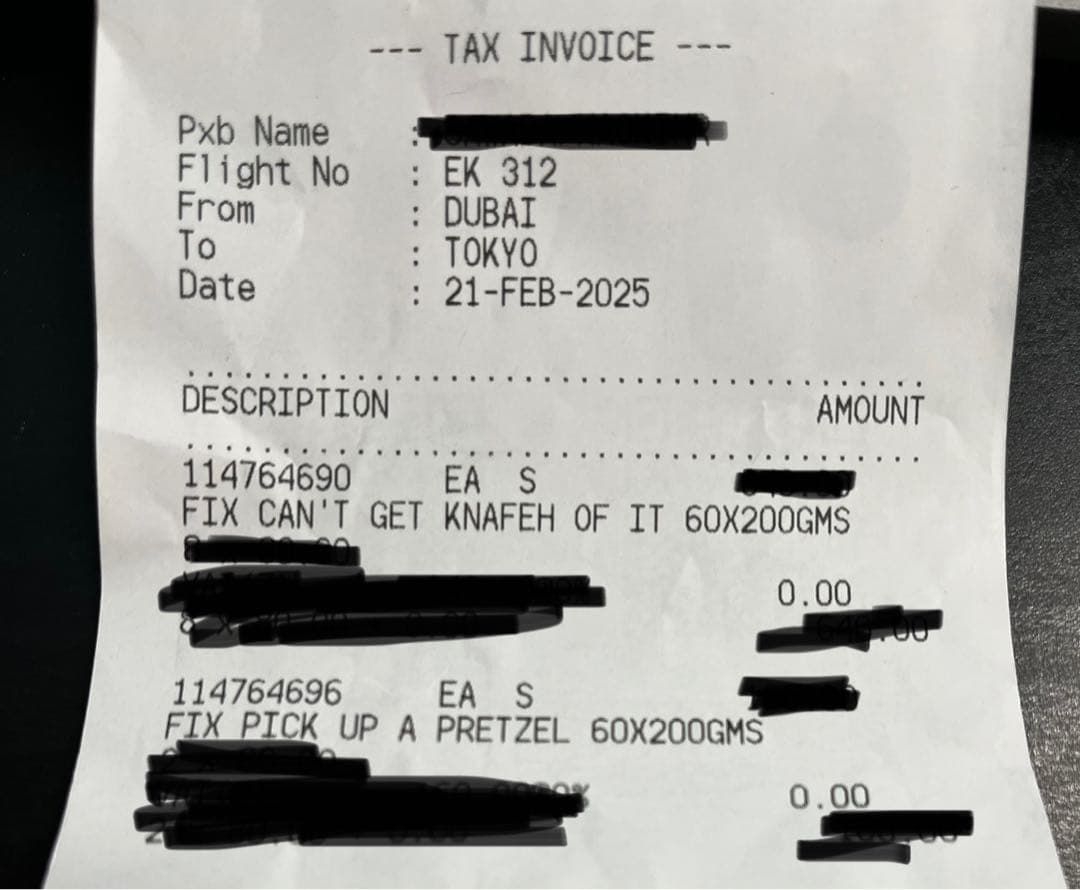 --- TAX INVOICE ---
Pxb Name :
Flight No : EK 312
From : DUBAI
To : TOKYO
Date : 21-FEB-2025
DESCRIPTION AMOUNT
114764690 EA S
FIX CAN'T GET KNAFEH OF IT 60X200GMS
0.00
114764696 EA S
FIX PICK UP A PRETZEL 60X200GMS
0.00